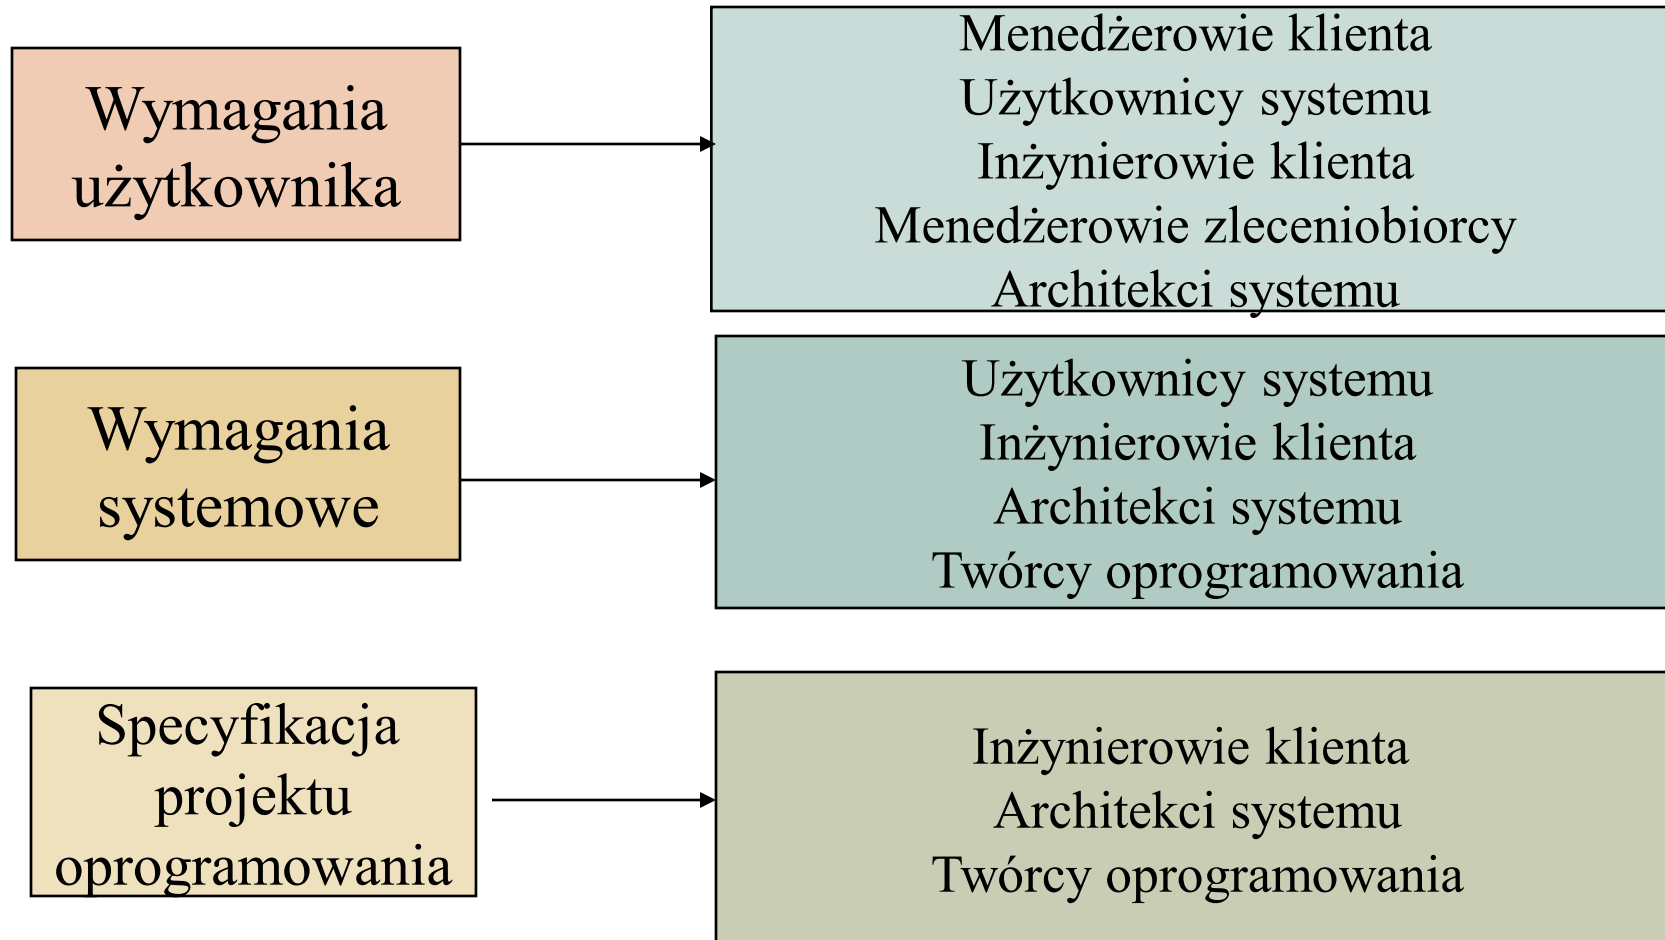 Wymagania
użytkownika
Menedżerowie klienta
Użytkownicy systemu
Inżynierowie klienta
Menedżerowie zleceniobiorcy
Architekci systemu
Wymagania
systemowe
Użytkownicy systemu
Inżynierowie klienta
Architekci systemu
Twórcy oprogramowania
Specyfikacja
projektu
oprogramowania
Inżynierowie klienta
Architekci systemu
Twórcy oprogramowania